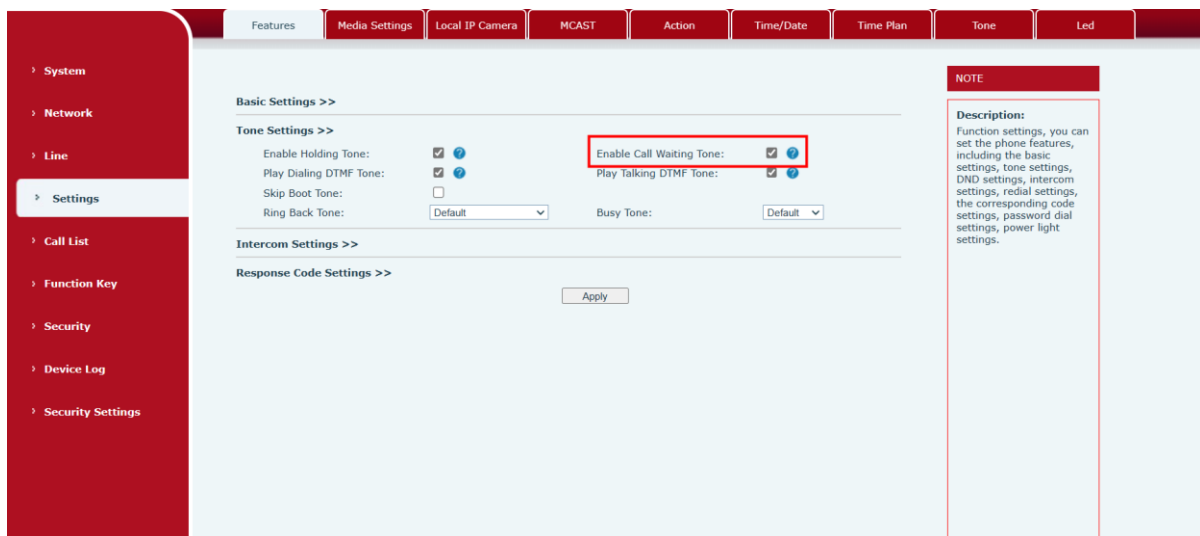 Features Media Settings Local IP Camera MCAST Action Time/Date Time Plan Tone Led
› System
› Network
› Line
› Settings
› Call List
› Function Key
› Security
› Device Log
› Security Settings
Basic Settings >>
Tone Settings >>
Enable Holding Tone: ? Enable Call Waiting Tone: ?
Play Dialing DTMF Tone: ? Play Talking DTMF Tone: ?
Skip Boot Tone:
Ring Back Tone: Default Busy Tone: Default
Intercom Settings >>
Response Code Settings >>
Apply
NOTE
Description:
Function settings, you can
set the phone features,
including the basic
settings, tone settings,
DND settings, intercom
settings, redial settings,
the corresponding code
settings, password dial
settings, power light
settings.